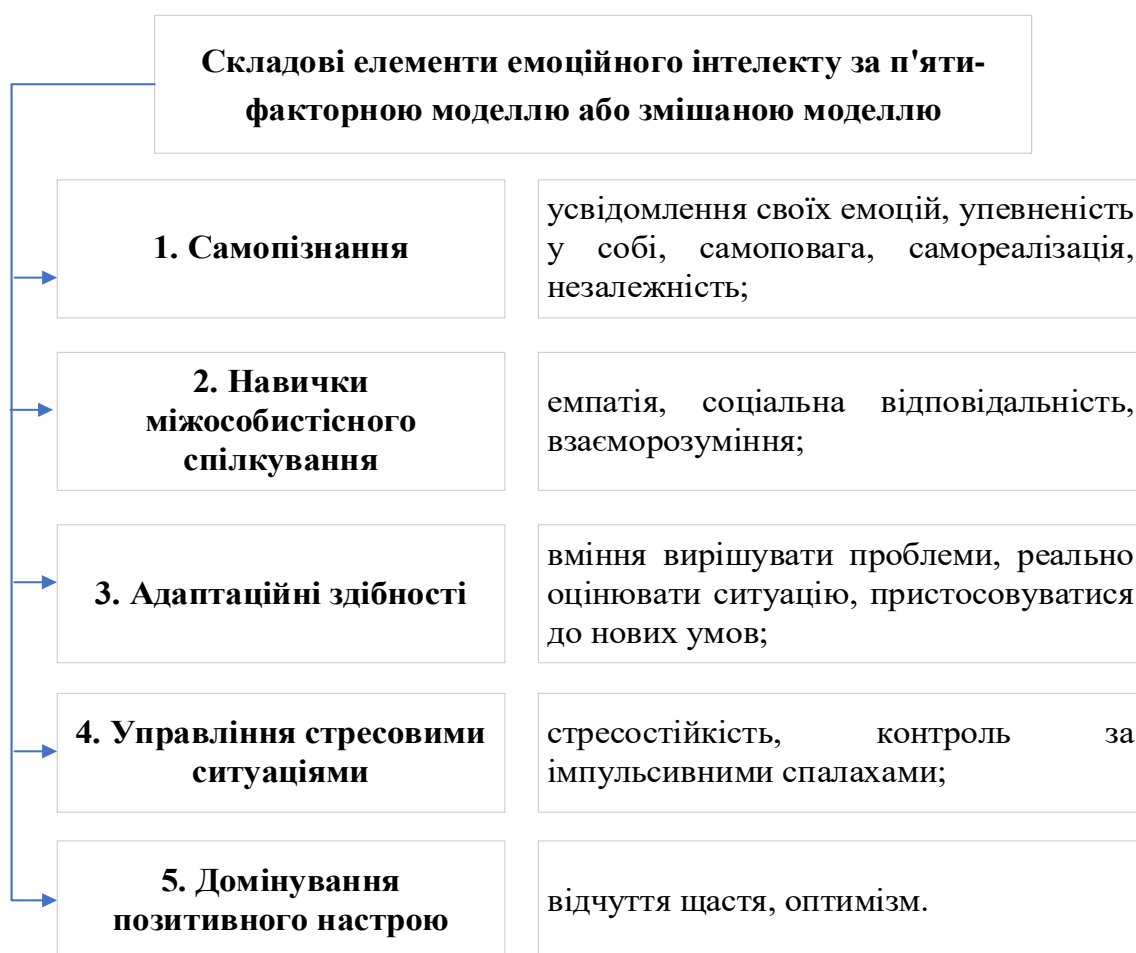 Складові елементи емоційного інтелекту за п'яти-
факторною моделлю або змішаною моделлю
1. Самопізнання
усвідомлення своїх емоцій, упевненість
у собі, самоповага, самореалізація,
незалежність;
2. Навички
міжособистісного
спілкування
емпатія, соціальна відповідальність,
взаєморозуміння;
3. Адаптаційні здібності
вміння вирішувати проблеми, реально
оцінювати ситуацію, пристосовуватися
до нових умов;
4. Управління стресовими
ситуаціями
стресостійкість, контроль за
імпульсивними спалахами;
5. Домінування
позитивного настрою
відчуття щастя, оптимізм.